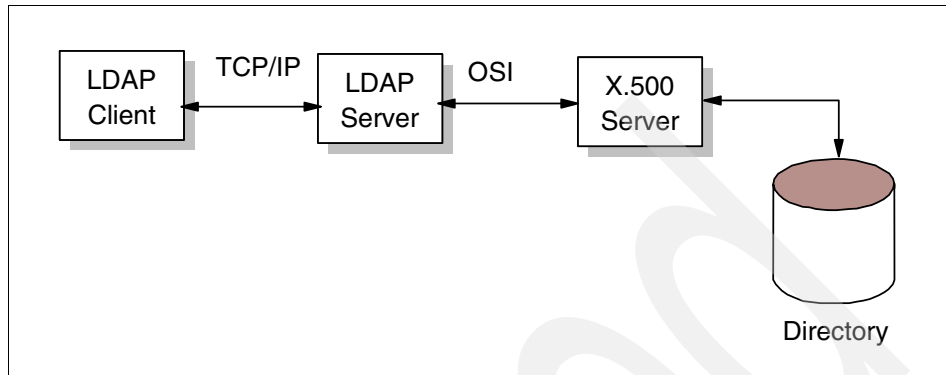 LDAP
Client
TCP/IP
LDAP
Server
OSI
X.500
Server
Directory